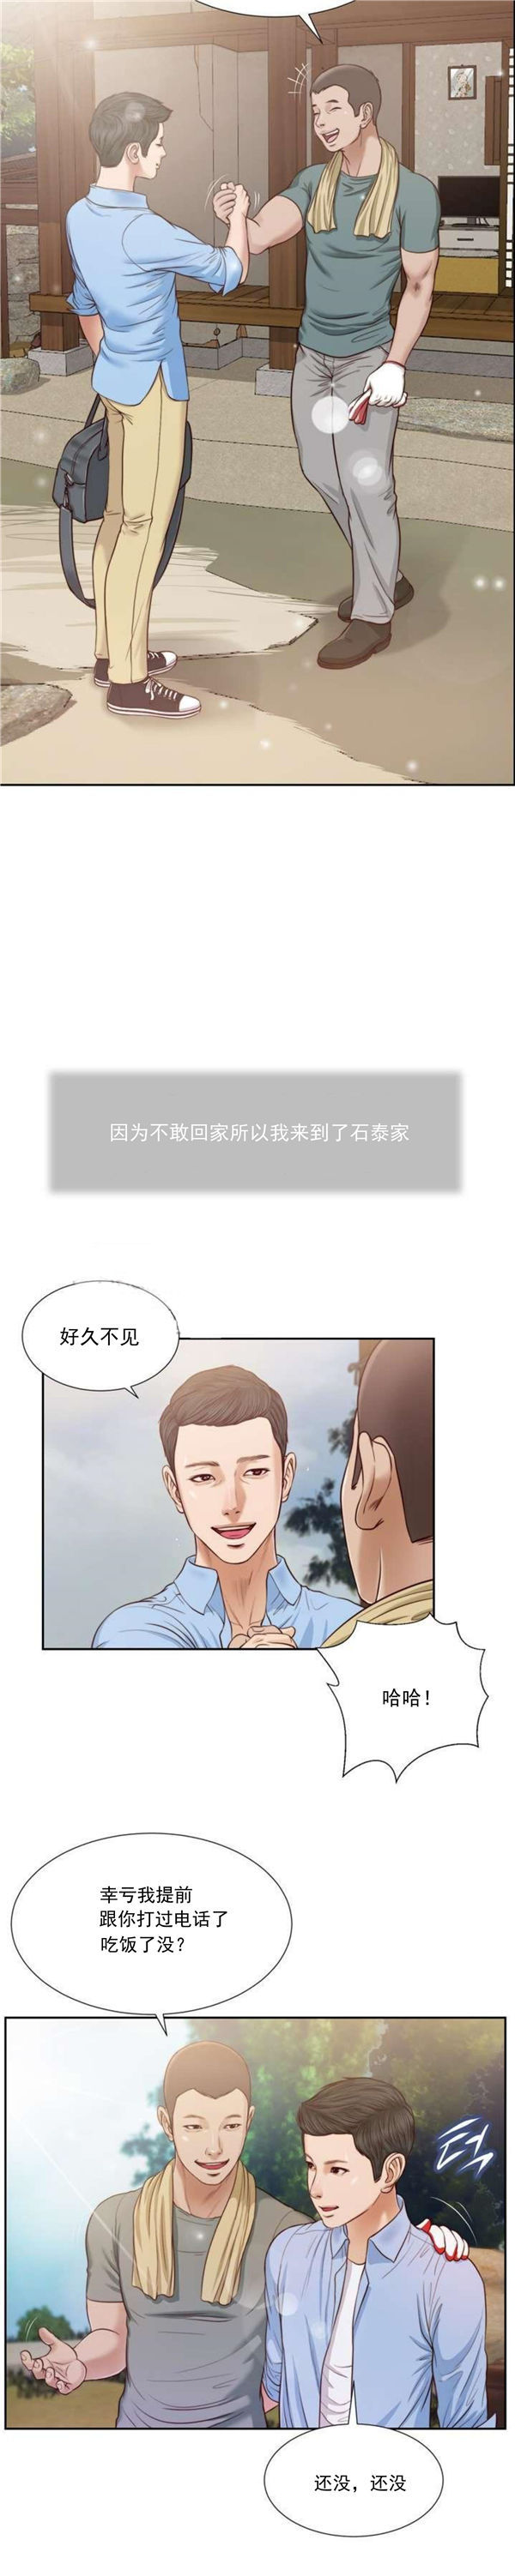 因为不敢回家所以我来到了石泰家
好久不见
哈哈！
幸亏我提前
跟你打过电话了
吃饭了没？
턱
还没，还没